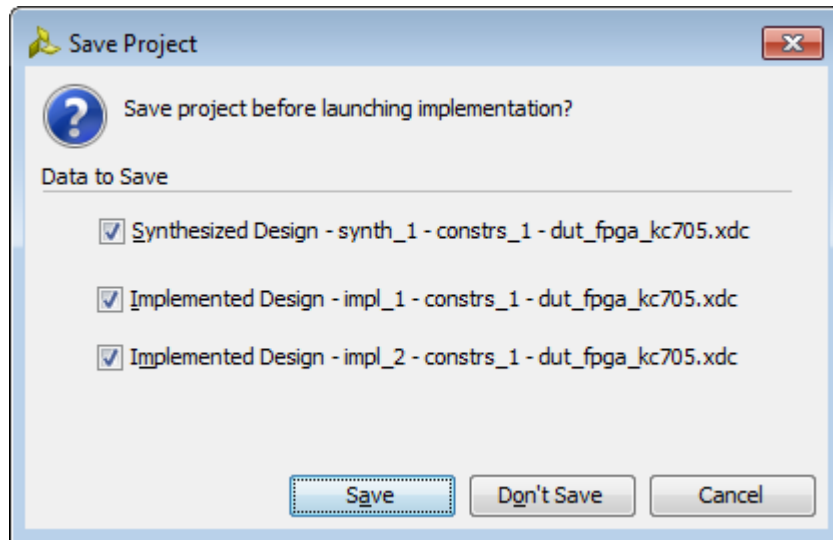 Save Project
Save project before launching implementation?
Data to Save
Synthesized Design - synth_1 - constrs_1 - dut_fpga_kc705.xdc
Implemented Design - impl_1 - constrs_1 - dut_fpga_kc705.xdc
Implemented Design - impl_2 - constrs_1 - dut_fpga_kc705.xdc
Save Don't Save Cancel